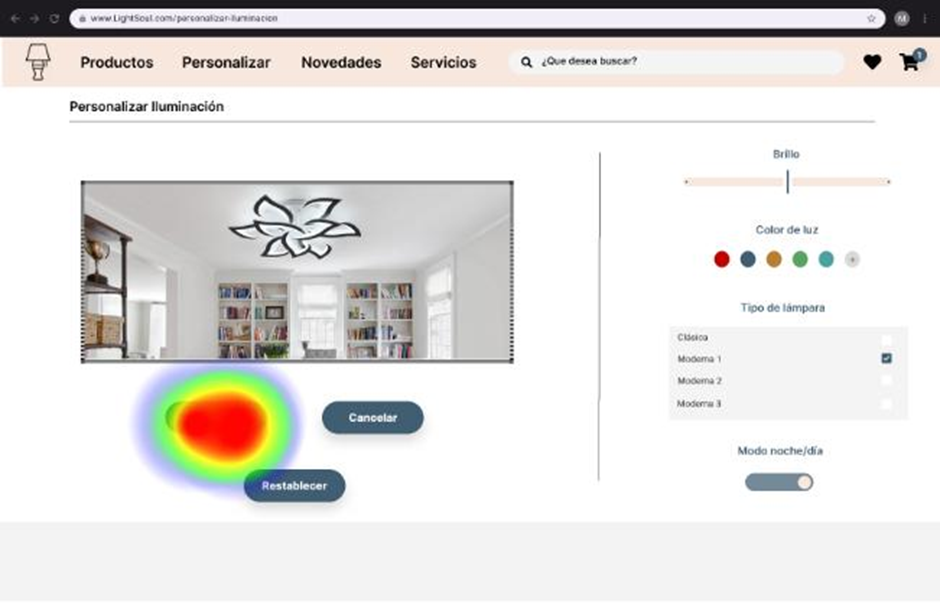 www.LightSoul.com/personalizar-iluminacion
M
Productos Personalizar Novedades Servicios ¿Que desea buscar? 1
Personalizar Iluminación
Brillo
Color de luz
+
Tipo de lámpara
Clásica
Moderna 1
Moderna 2
Moderna 3
Cancelar
Modo noche/día
Restablecer